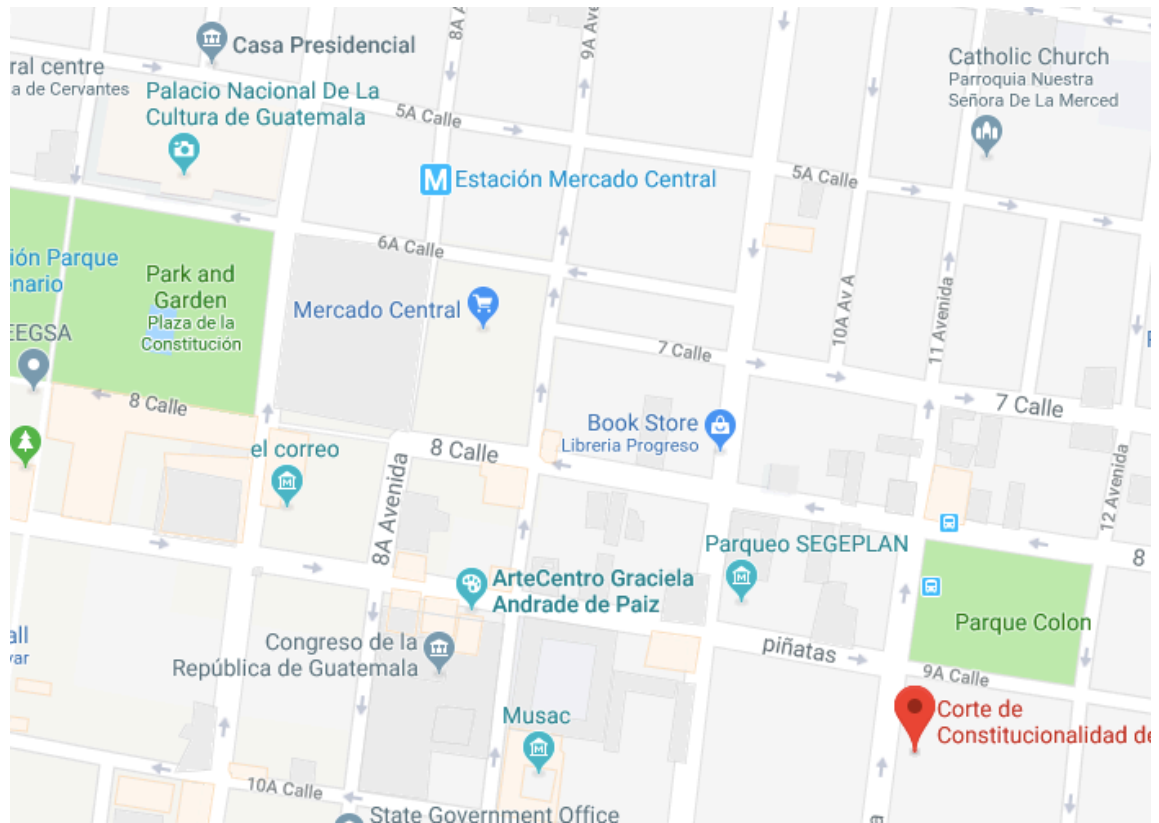 Casa Presidencial
8A A
9A Avenida
ral centre
a de Cervantes
Palacio Nacional De La
Cultura de Guatemala
Catholic Church
Parroquia Nuestra
Señora De La Merced
5A Calle
M
Estación Mercado Central
5A Calle
6A Calle
ión Parque
enario
Park and
Garden
Plaza de la
Constitución
Mercado Central
10A Av A
11 Avenida
EEGSA
7 Calle
8 Calle
7 Calle
Book Store
Libreria Progreso
el correo
M
8 Calle
8A Avenida
12 Avenida
Parqueo SEGEPLAN
M
8
ArteCentro Graciela
Andrade de Paiz
Parque Colon
all
var
Congreso de la
República de Guatemala
piñatas
9A Calle
Musac
M
Corte de
Constitucionalidad de
10A Calle
State Government Office